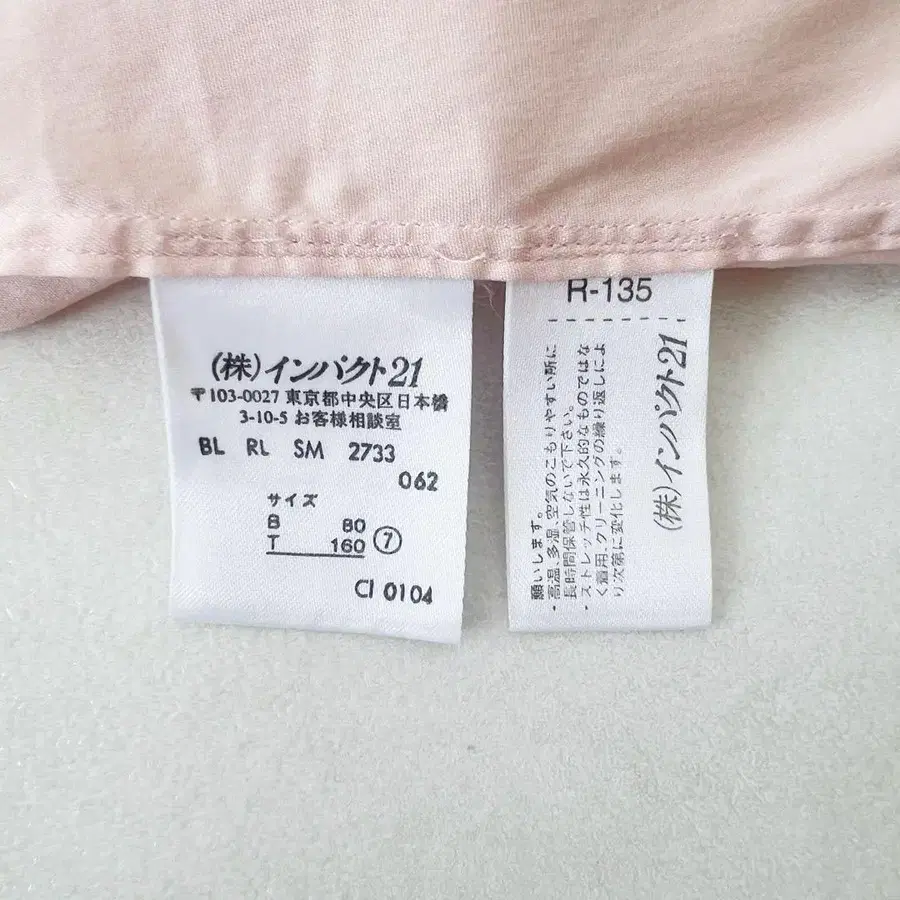 (株)インパクト21
〒103-0027 東京都中央区日本橋
3-10-5 お客様相談室
BL RL SM 2733
062
サイズ
B 80
T 160 ⑦
CI 0104
R-135
願いします。
・高温、多湿、空気のこもりやすい所に
長時間保管しないで下さい。
・ストレッチ性は永久的なものではな
く着用、クリーニングの繰り返しによ
り次第に変化します。
(株)インパクト21